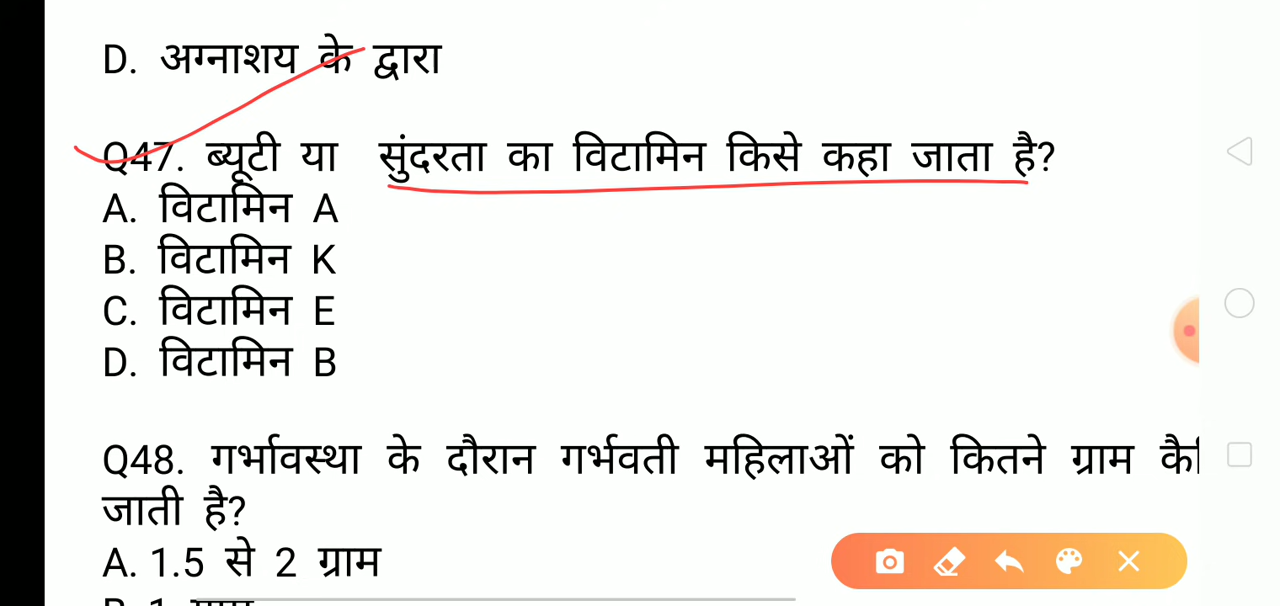 D. अग्नाशय के द्वारा
Q47. ब्यूटी या सुंदरता का विटामिन किसे कहा जाता है?
A. विटामिन A
B. विटामिन K
C. विटामिन E
D. विटामिन B
Q48. गर्भावस्था के दौरान गर्भवती महिलाओं को कितने ग्राम
जाती है?
A. 1.5 से 2 ग्राम